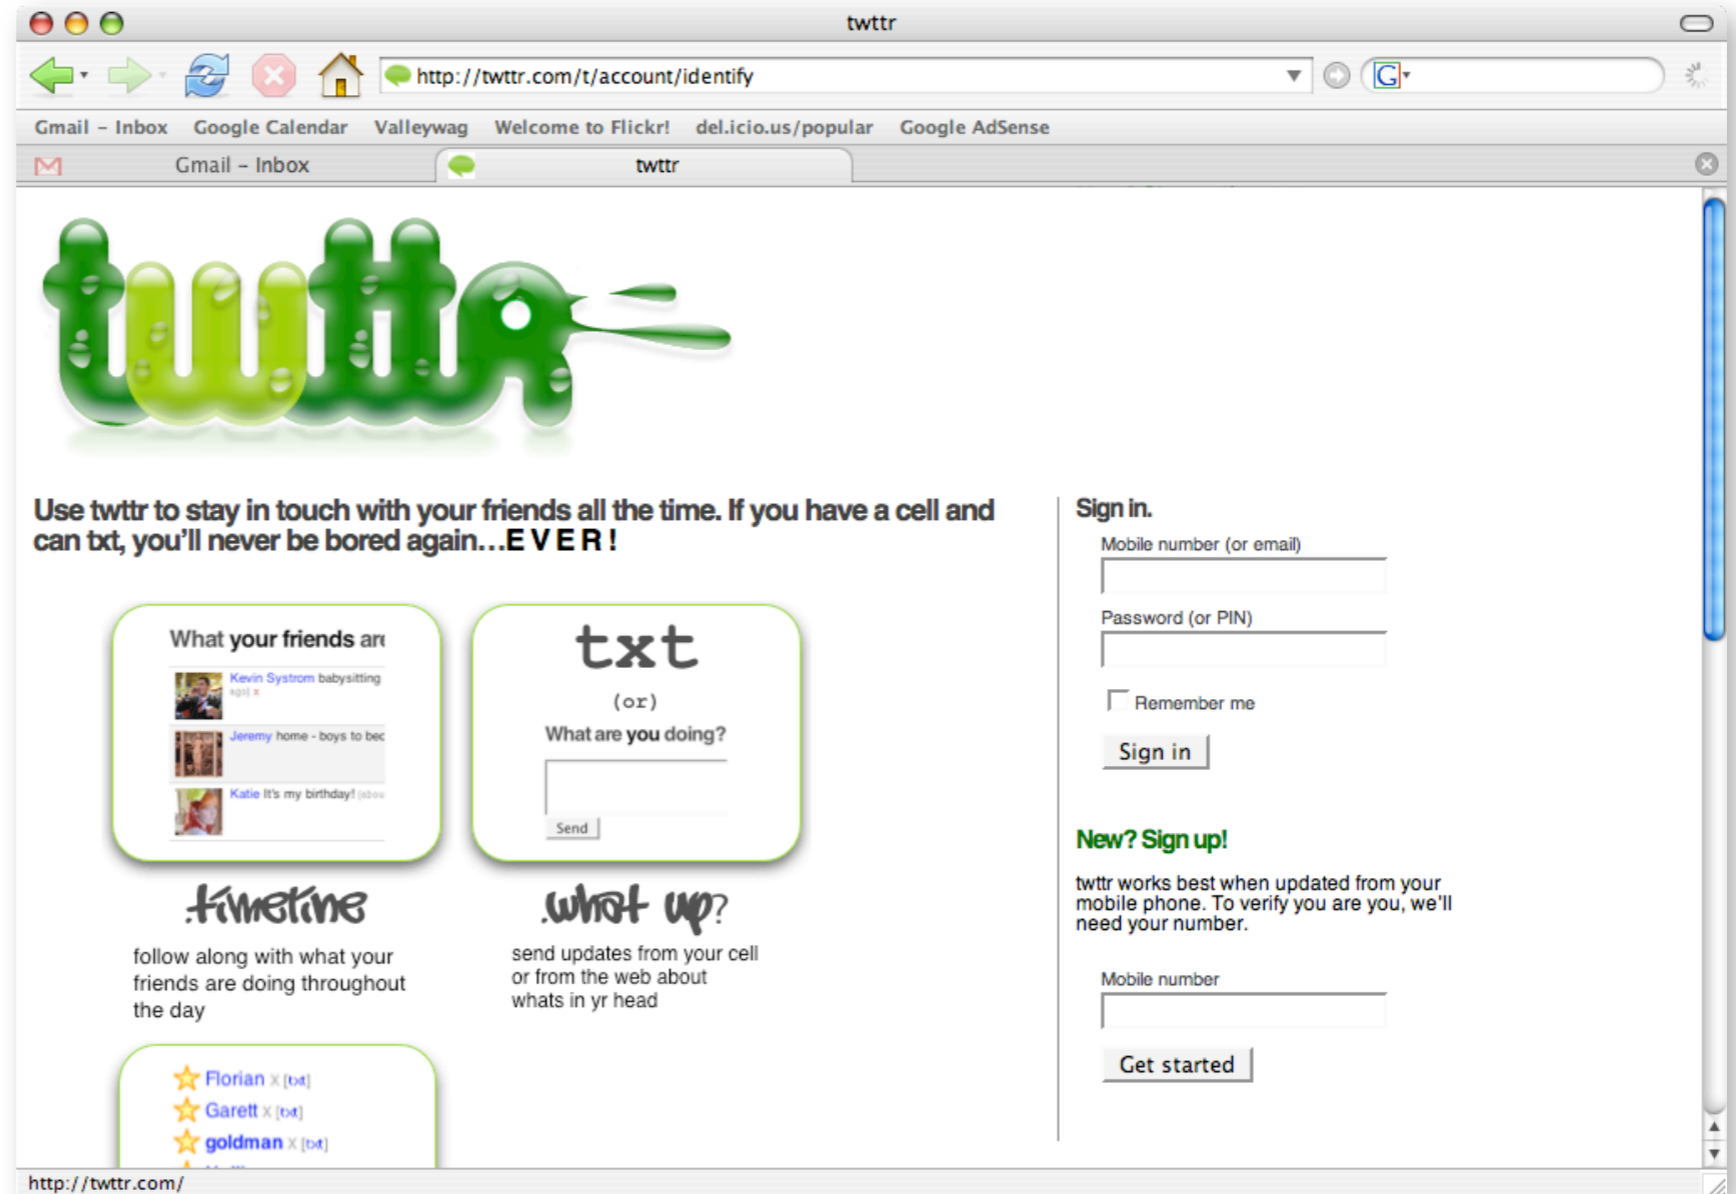 twttr
http://twttr.com/t/account/identify
G
Gmail – Inbox Google Calendar Valleywag Welcome to Flickr! del.icio.us/popular Google AdSense
Gmail – Inbox twttr
twttr
Use twttr to stay in touch with your friends all the time. If you have a cell and
can txt, you'll never be bored again...EVER!
What your friends are
Kevin Systrom babysitting
ago] x
Jeremy home - boys to bed
Katie It's my birthday! [abou
txt
(or)
What are you doing?
Send
.timeline
follow along with what your
friends are doing throughout
the day
.what up?
send updates from your cell
or from the web about
whats in yr head
Florian X [txt]
Garett X [txt]
goldman X [txt]
Sign in.
Mobile number (or email)
Password (or PIN)
Remember me
Sign in
New? Sign up!
twttr works best when updated from your
mobile phone. To verify you are you, we'll
need your number.
Mobile number
Get started
http://twttr.com/